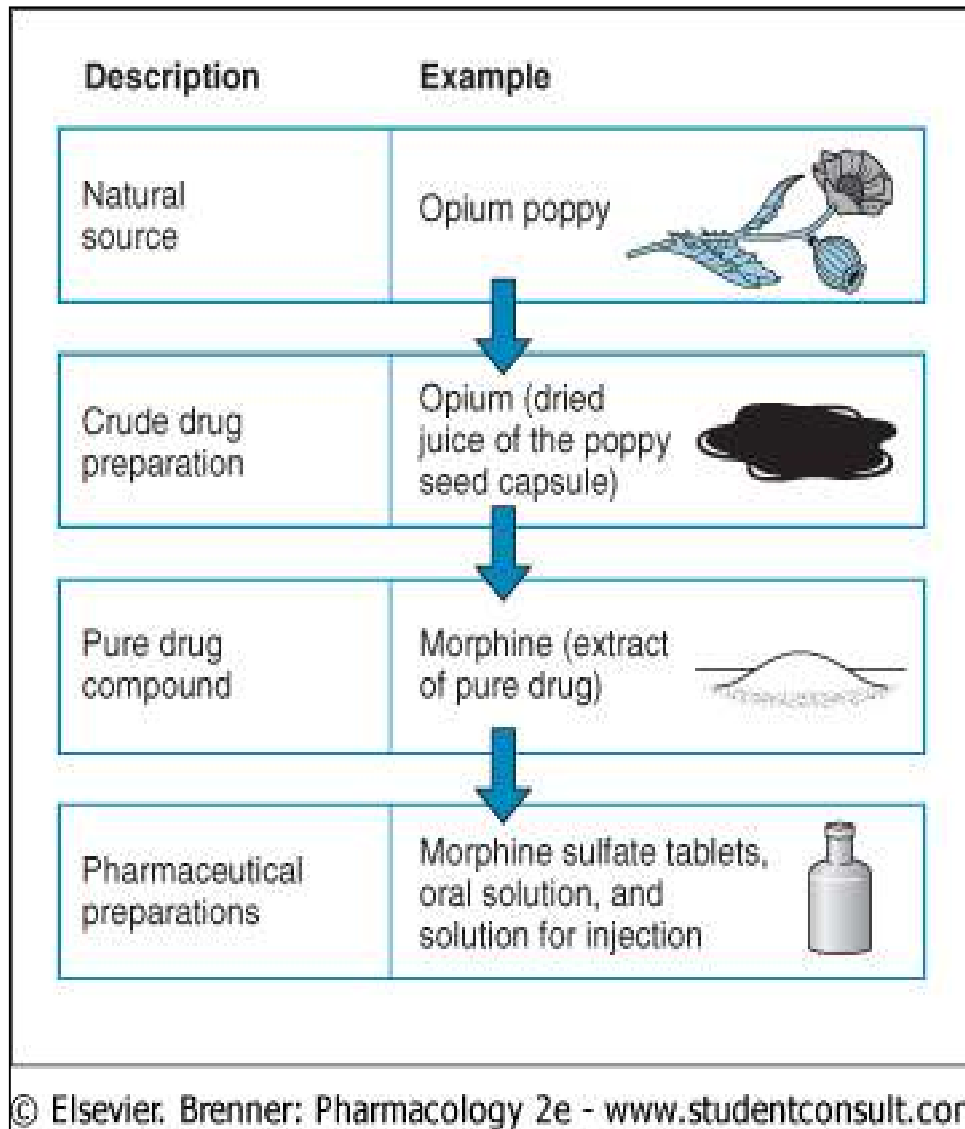 Description
Example
Natural
source
Opium poppy
Crude drug
preparation
Opium (dried
juice of the poppy
seed capsule)
Pure drug
compound
Morphine (extract
of pure drug)
Pharmaceutical
preparations
Morphine sulfate tablets,
oral solution, and
solution for injection
© Elsevier. Brenner: Pharmacology 2e - www.studentconsult.com